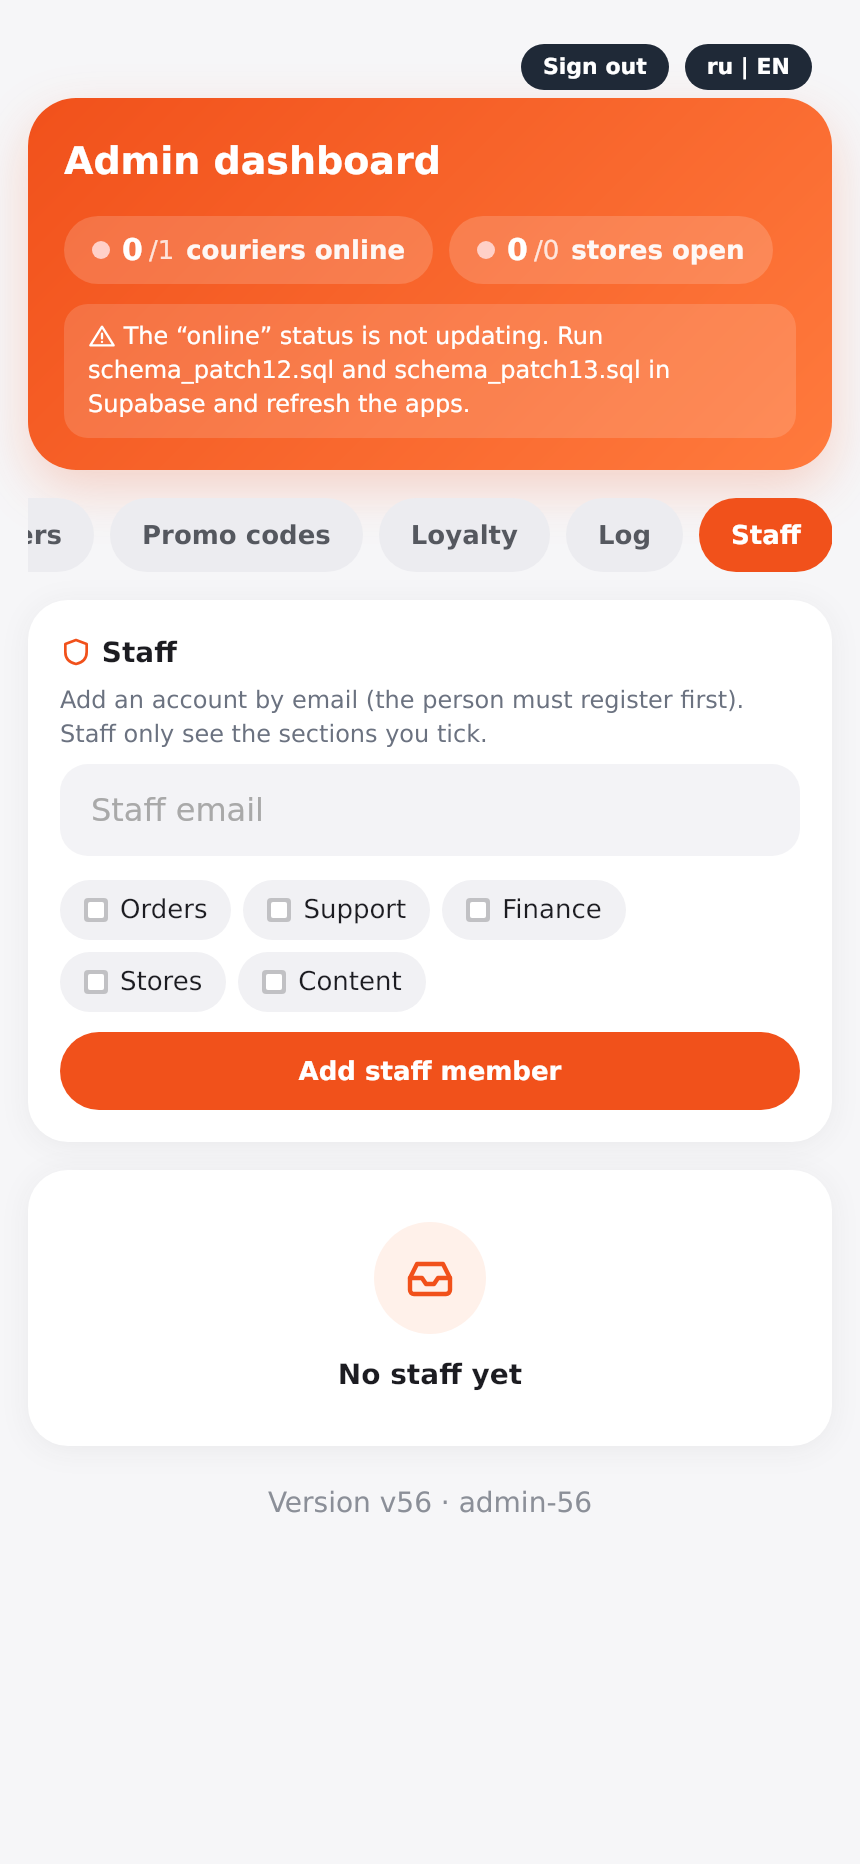 Sign out
ru | EN
Admin dashboard
0 /1 couriers online
0 /0 stores open
The “online” status is not updating. Run
schema_patch12.sql and schema_patch13.sql in
Supabase and refresh the apps.
ers
Promo codes
Loyalty
Log
Staff
Staff
Add an account by email (the person must register first).
Staff only see the sections you tick.
Staff email
Orders
Support
Finance
Stores
Content
Add staff member
No staff yet
Version v56 · admin-56